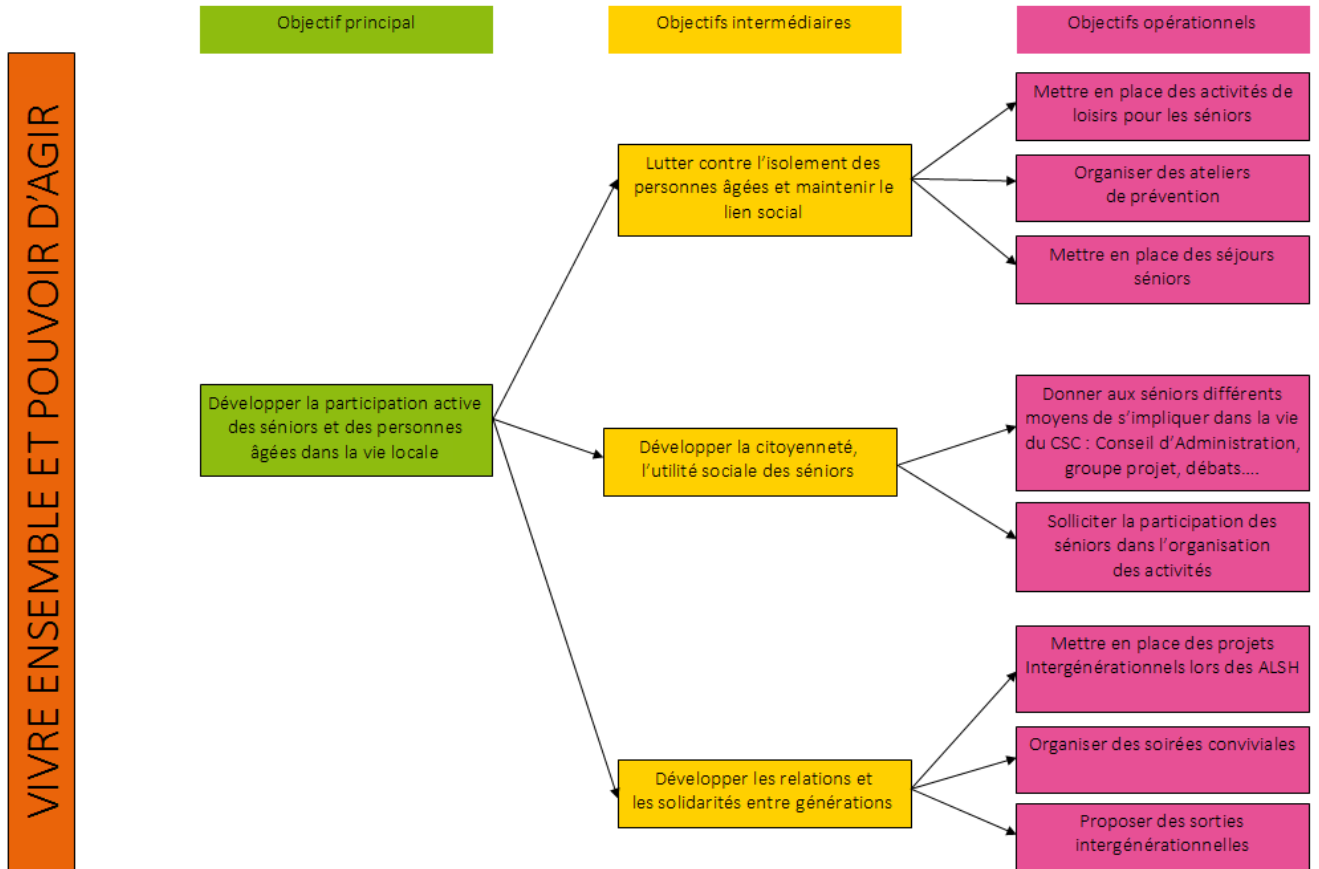 VIVRE ENSEMBLE ET POUVOIR D’AGIR
Objectif principal
Objectifs intermédiaires
Objectifs opérationnels
Développer la participation active
des séniors et des personnes
âgées dans la vie locale
Lutter contre l’isolement des
personnes âgées et maintenir le
lien social
Mettre en place des activités de
loisirs pour les séniors
Organiser des ateliers
de prévention
Mettre en place des séjours
séniors
Développer la citoyenneté,
l’utilité sociale des séniors
Donner aux séniors différents
moyens de s’impliquer dans la vie
du CSC : Conseil d’Administration,
groupe projet, débats....
Solliciter la participation des
séniors dans l’organisation
des activités
Développer les relations et
les solidarités entre générations
Mettre en place des projets
Intergénérationnels lors des ALSH
Organiser des soirées conviviales
Proposer des sorties
intergénérationnelles